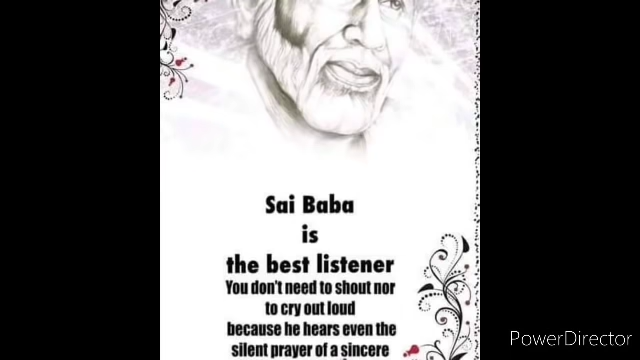 Sai Baba
is
the best listener
You don't need to shout nor
to cry out loud
because he hears even the
silent prayer of a sincere
PowerDirector